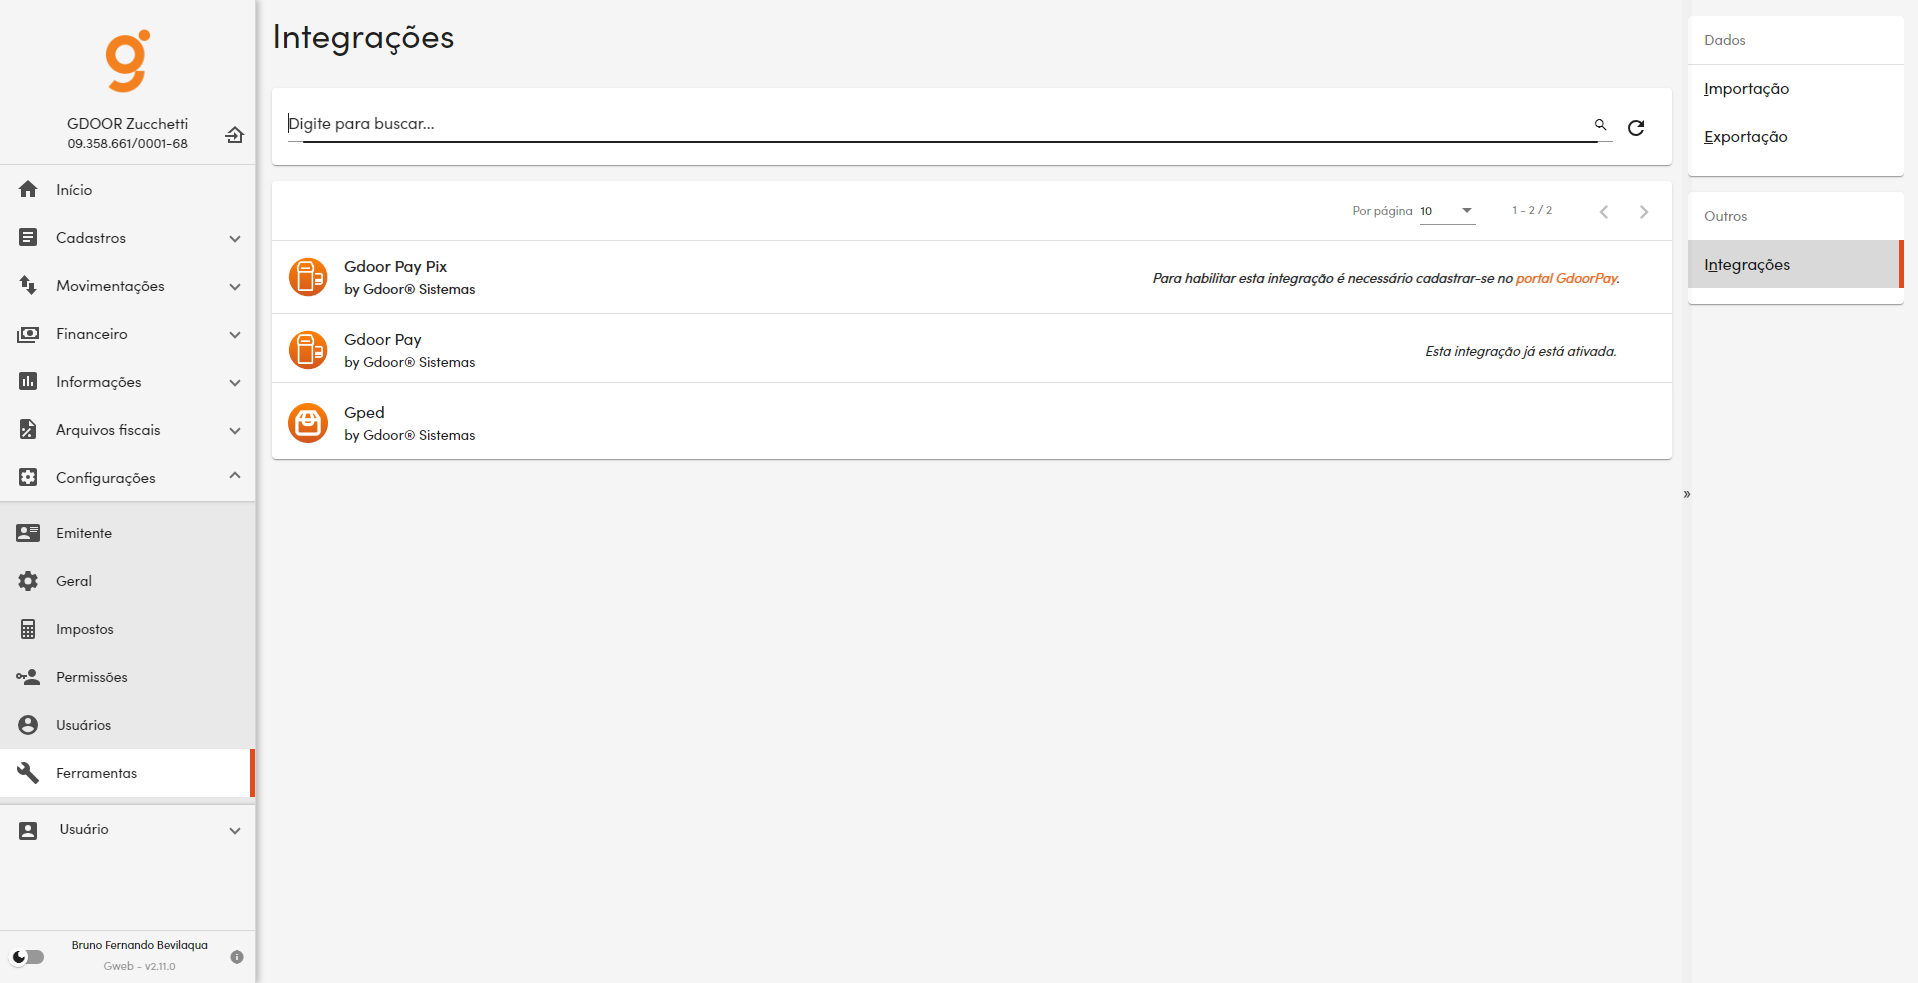 GDOOR Zucchetti
09.358.661/0001-68
Início
Cadastros
Movimentações
Financeiro
Informações
Arquivos fiscais
Configurações
Emitente
Geral
Impostos
Permissões
Usuários
Ferramentas
Usuário
Bruno Fernando Bevilaqua
Gweb - v2.11.0
Integrações
Digite para buscar...
Por página 10 1 - 2 / 2
Gdoor Pay Pix
by Gdoor® Sistemas
Para habilitar esta integração é necessário cadastrar-se no portal GdoorPay.
Gdoor Pay
by Gdoor® Sistemas
Esta integração já está ativada.
Gped
by Gdoor® Sistemas
»
Dados
Importação
Exportação
Outros
Integrações